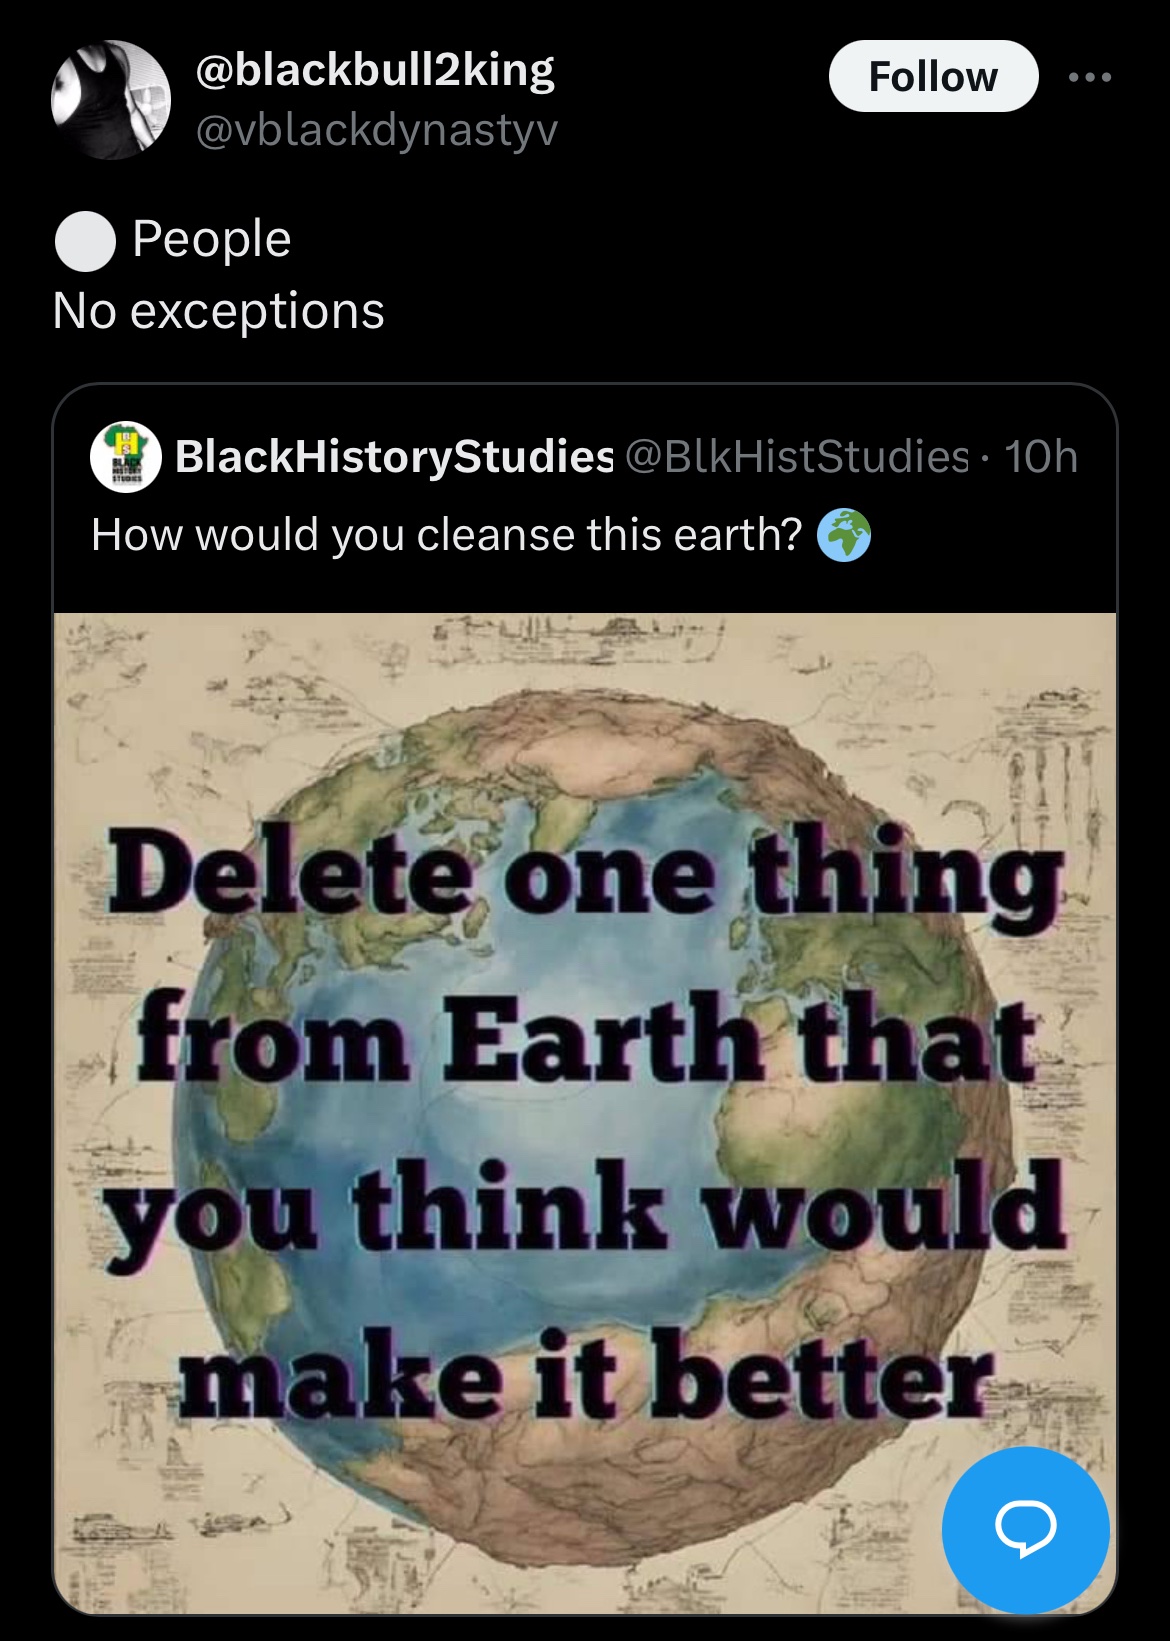 @blackbull2king
Follow
@vblackdynastyv
⚪ People
No exceptions
BlackHistoryStudies @BlkHistStudies · 10h
How would you cleanse this earth? 🌍
Delete one thing
from Earth that
you think would
make it better